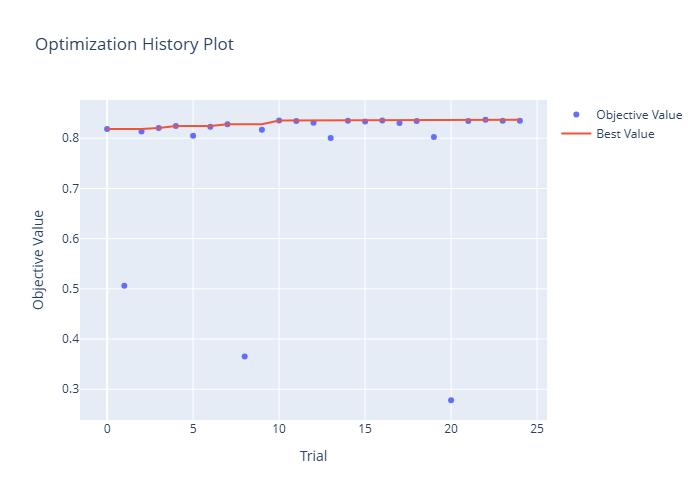 Optimization History Plot
Objective Value
Best Value
0.8
0.7
0.6
0.5
0.4
0.3
Objective Value
0 5 10 15 20 25
Trial